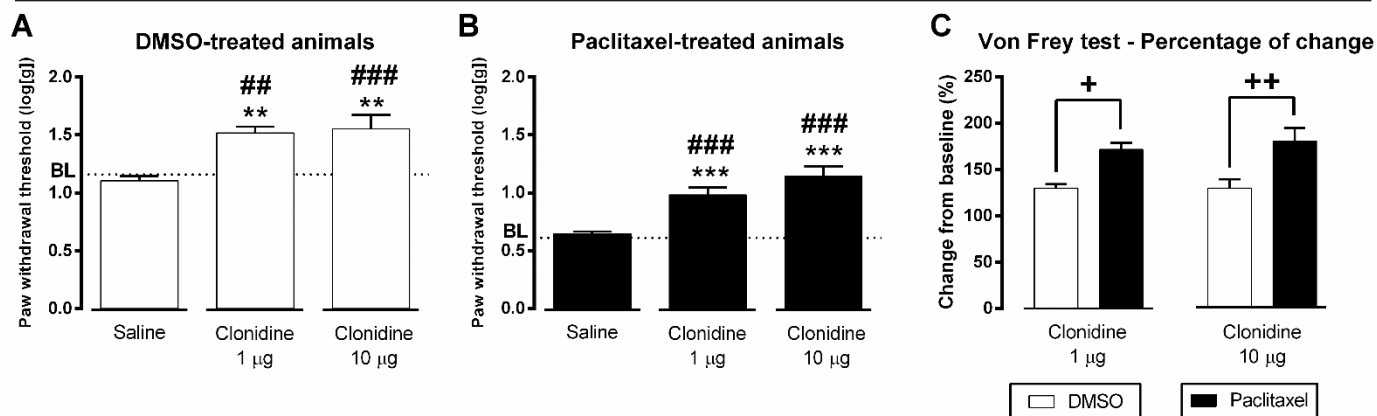 A
DMSO-treated animals
Paw withdrawal threshold (log[g])
2.0
1.5
1.0
0.5
0.0
BL
##
**
###
**
Saline
Clonidine
1 μg
Clonidine
10 μg
B
Paclitaxel-treated animals
Paw withdrawal threshold (log[g])
2.0
1.5
1.0
0.5
0.0
BL
###
***
###
***
Saline
Clonidine
1 μg
Clonidine
10 μg
C
Von Frey test - Percentage of change
Change from baseline (%)
250
200
150
100
50
0
+
++
Clonidine
1 μg
Clonidine
10 μg
DMSO
Paclitaxel